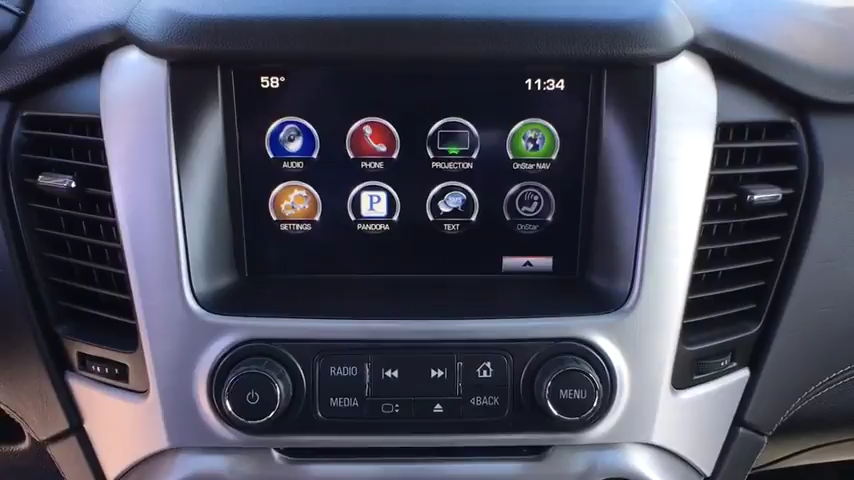 58° 11:34
AUDIO PHONE PROJECTION OnStar NAV
SETTINGS P PANDORA TEXT OnStar
RADIO MENU
MEDIA BACK